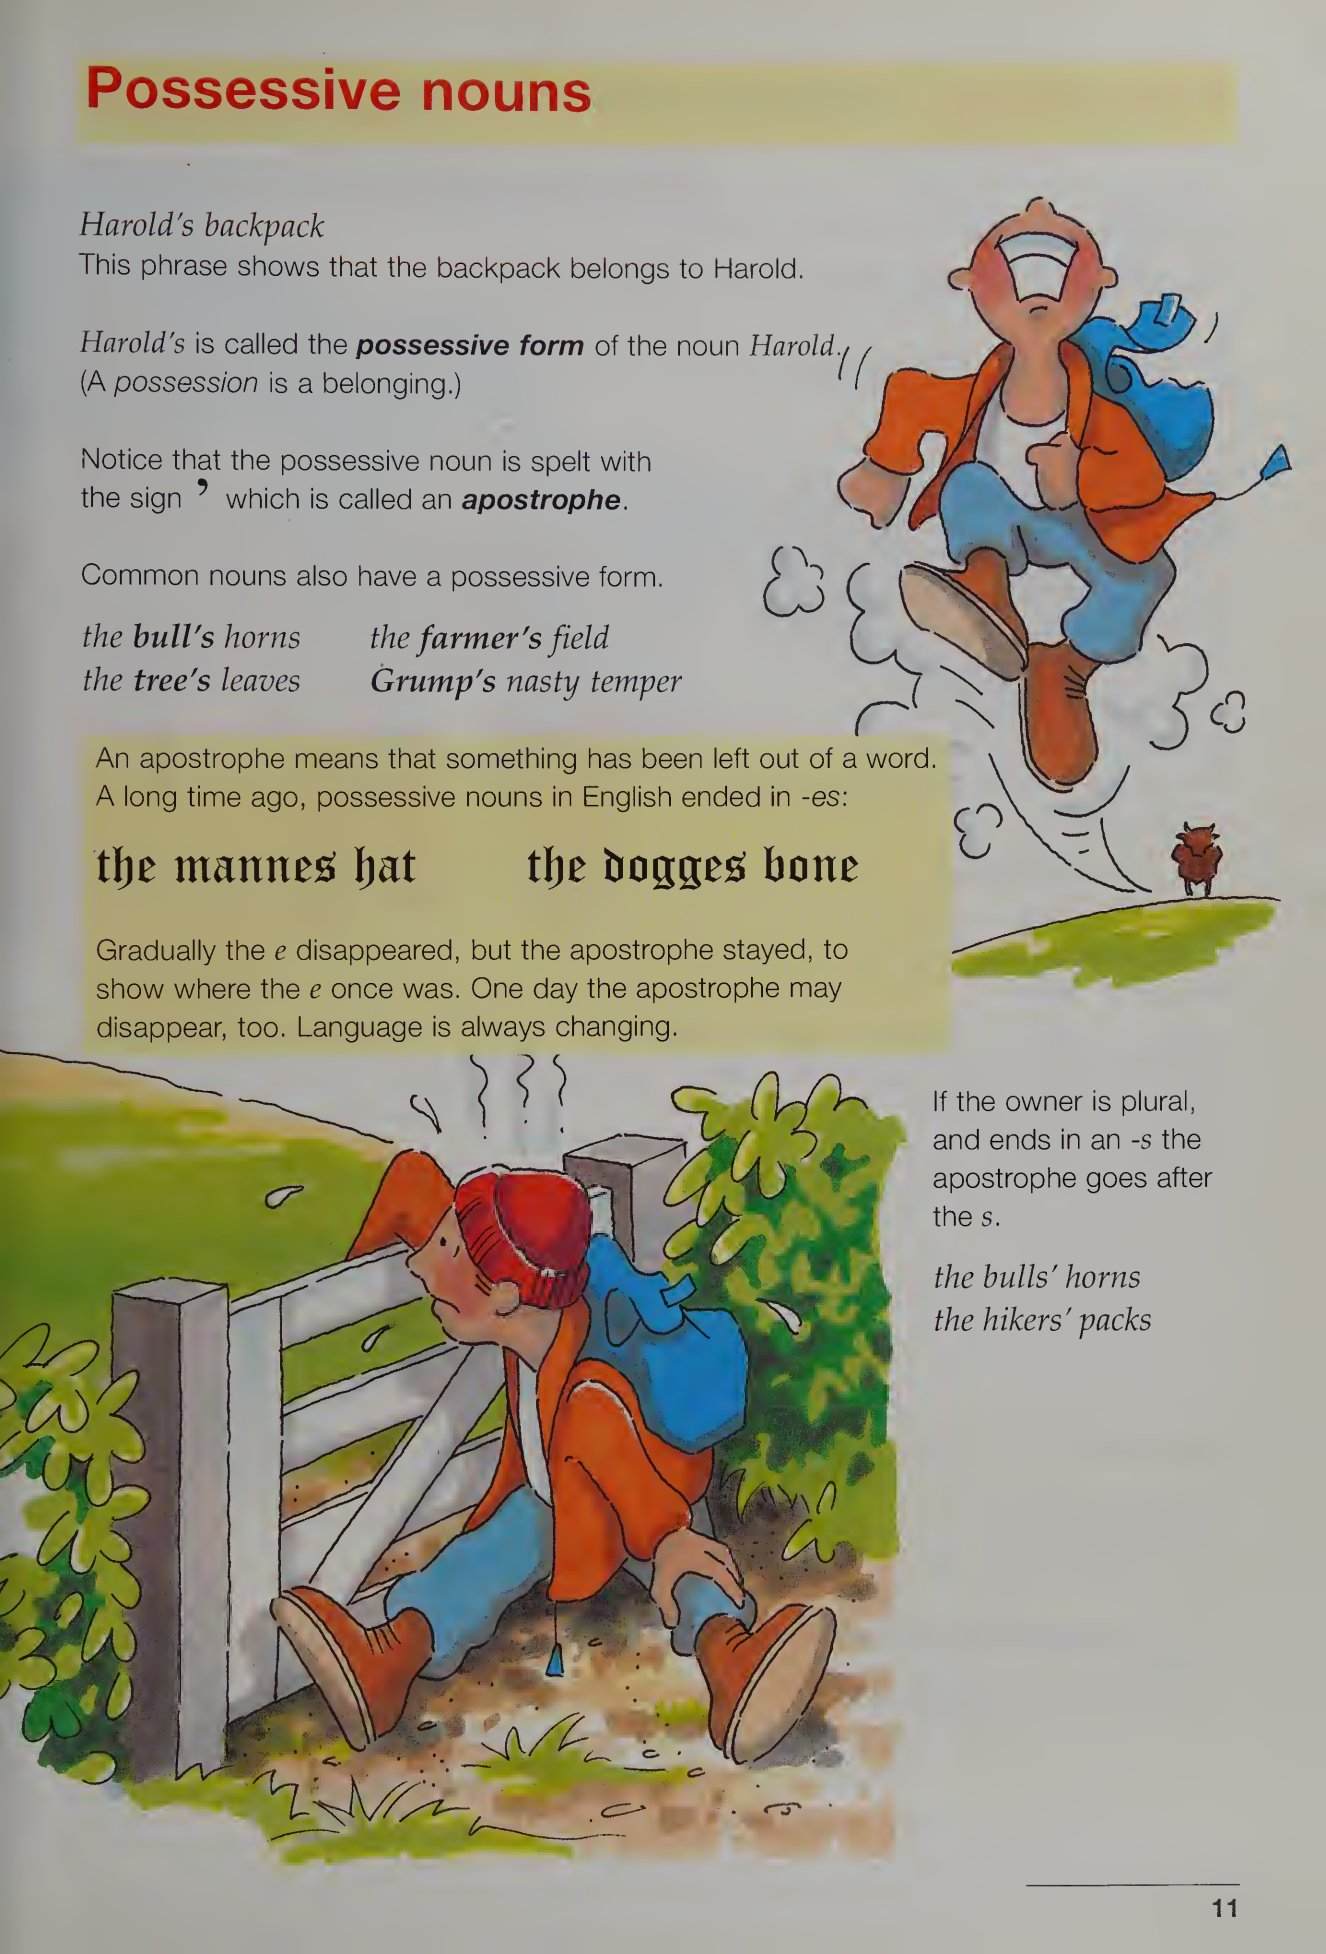 Possessive nouns
Harold's backpack
This phrase shows that the backpack belongs to Harold.
Harold's is called the possessive form of the noun Harold.
(A possession is a belonging.)
Notice that the possessive noun is spelt with
the sign ’ which is called an apostrophe.
Common nouns also have a possessive form.
the bull's horns the farmer's field
the tree's leaves Grump's nasty temper
An apostrophe means that something has been left out of a word.
A long time ago, possessive nouns in English ended in -es:
the mannes hat the dogges bone
Gradually the e disappeared, but the apostrophe stayed, to
show where the e once was. One day the apostrophe may
disappear, too. Language is always changing.
If the owner is plural,
and ends in an -s the
apostrophe goes after
the s.
the bulls' horns
the hikers' packs
11